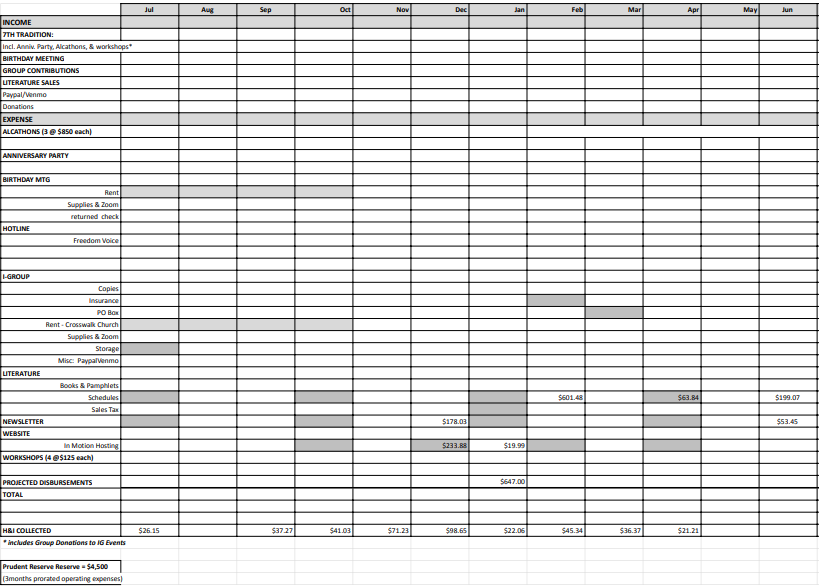 Jul Aug Sep Oct Nov Dec Jan Feb Mar Apr May Jun
INCOME
7TH TRADITION:
Incl. Anniv. Party, Alcathons, & workshops*
BIRTHDAY MEETING
GROUP CONTRIBUTIONS
LITERATURE SALES
Paypal/Venmo
Donations
EXPENSE
ALCATHONS (3 @ $850 each)
ANNIVERSARY PARTY
BIRTHDAY MTG
Rent
Supplies & Zoom
returned check
HOTLINE
Freedom Voice
I-GROUP
Copies
Insurance
PO Box
Rent - Crosswalk Church
Supplies & Zoom
Storage
Misc: PaypalVenmo
LITERATURE
Books & Pamphlets
Schedules $601.48 $63.84 $199.07
Sales Tax
NEWSLETTER $178.03 $53.45
WEBSITE
In Motion Hosting $233.88 $19.99
WORKSHOPS (4 @$125 each)
PROJECTED DISBURSEMENTS $647.00
TOTAL
H&I COLLECTED $26.15 $37.27 $41.03 $71.23 $98.65 $22.06 $45.34 $36.37 $21.21
* includes Group Donations to IG Events
Prudent Reserve Reserve = $4,500
(3months prorated operating expenses)